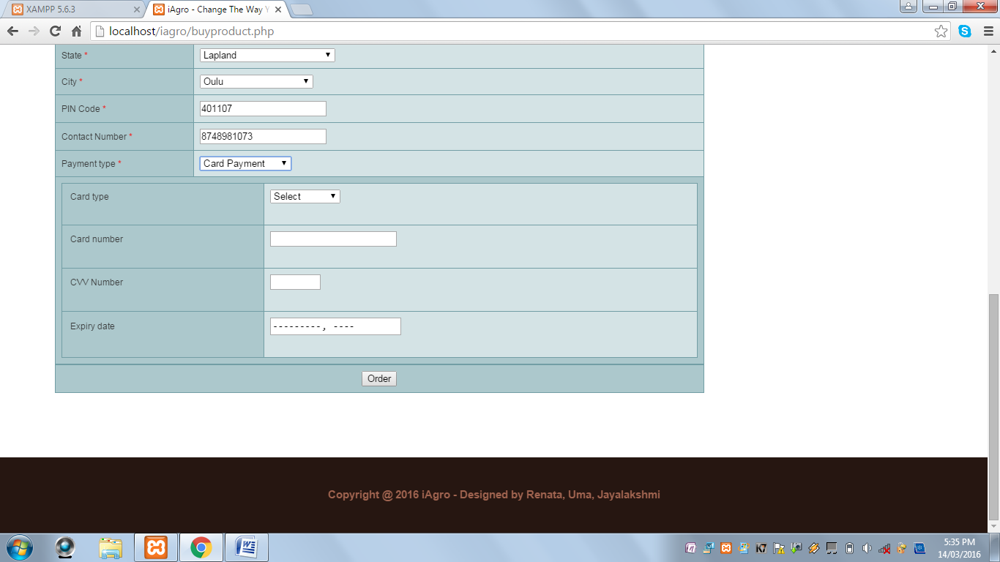 XAMPP 5.6.3
iAgro - Change The Way Y
localhost/iagro/buyproduct.php
State * Lapland
City * Oulu
PIN Code * 401107
Contact Number * 8748981073
Payment type * Card Payment
Card type Select
Card number
CVV Number
Expiry date ---------, ----
Order
Copyright @ 2016 iAgro - Designed by Renata, Uma, Jayalakshmi
K7
5:35 PM
14/03/2016